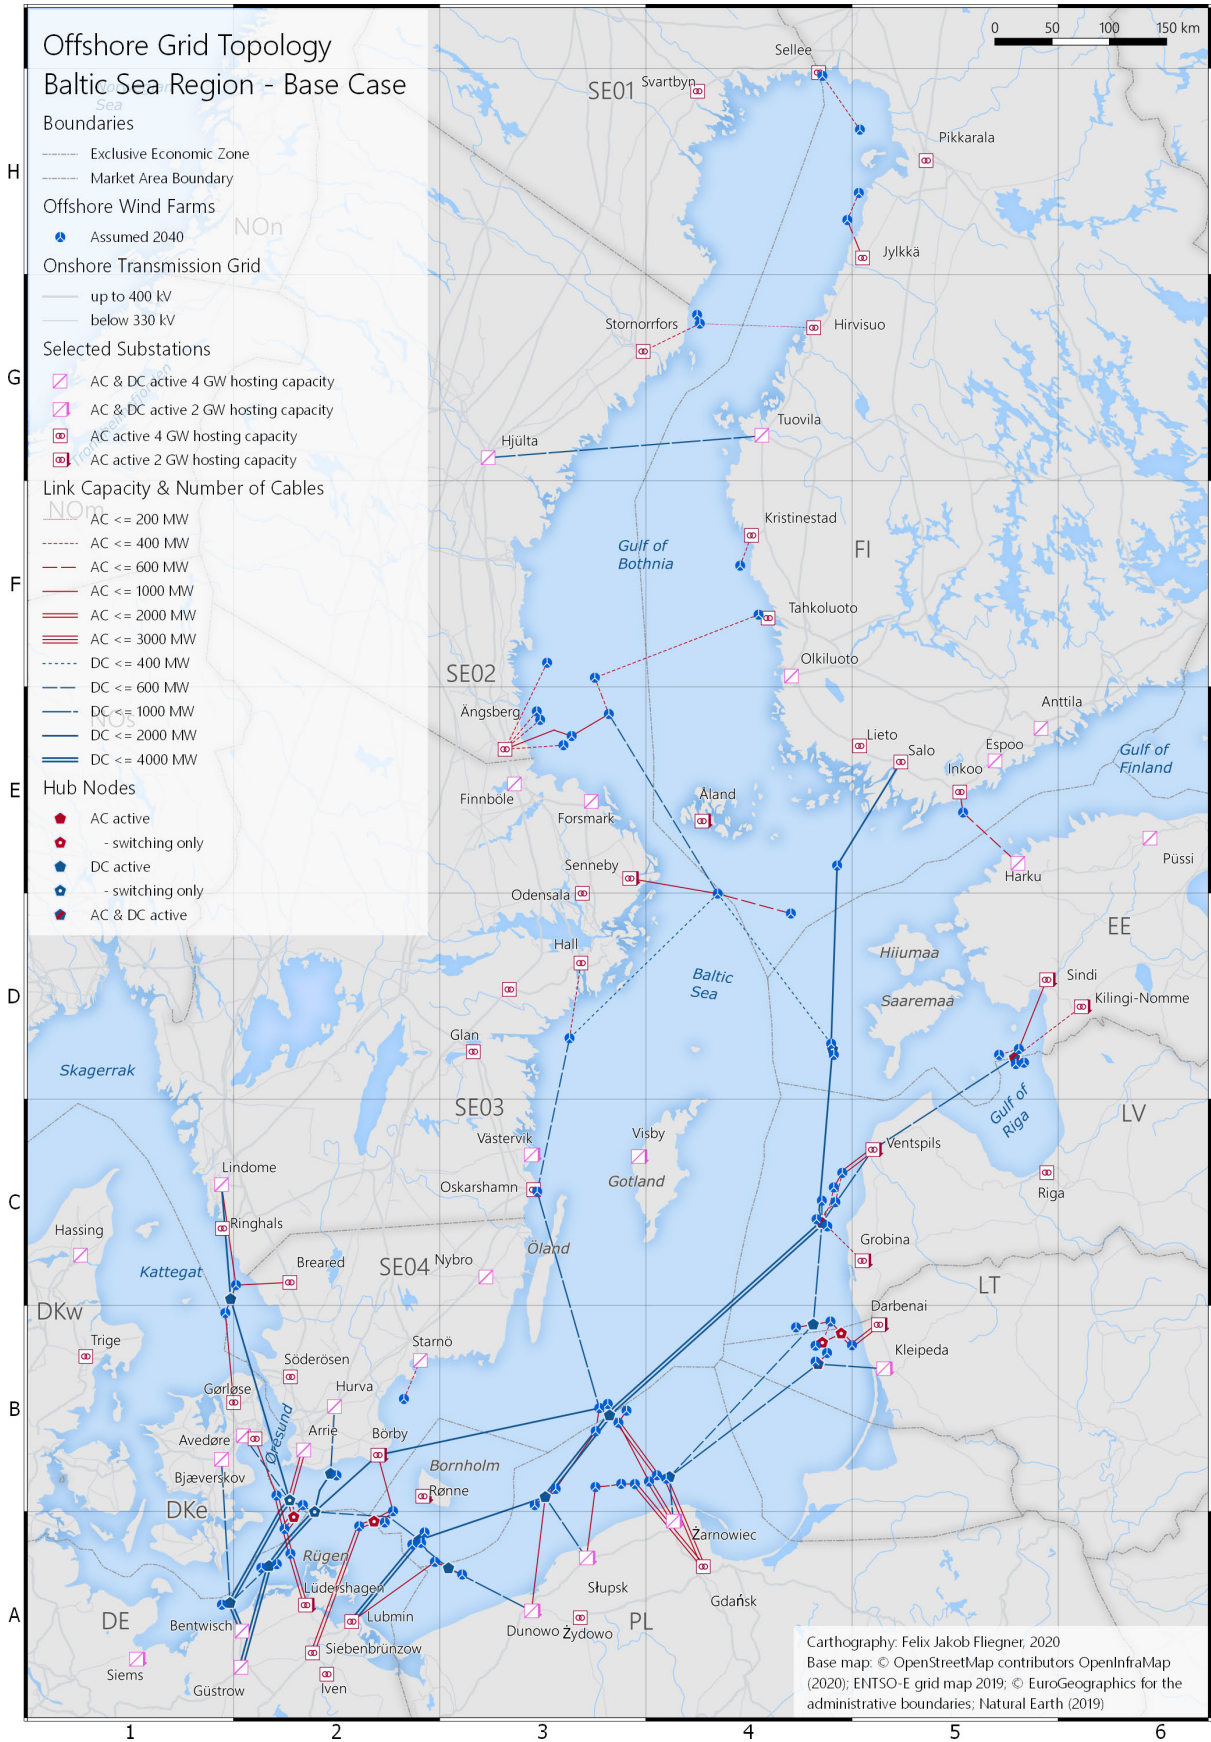 Offshore Grid Topology
Baltic Sea Region - Base Case
Boundaries
Exclusive Economic Zone
Market Area Boundary
Offshore Wind Farms
Assumed 2040
Onshore Transmission Grid
up to 400 kV
below 330 kV
Selected Substations
AC & DC active 4 GW hosting capacity
AC & DC active 2 GW hosting capacity
AC active 4 GW hosting capacity
AC active 2 GW hosting capacity
Link Capacity & Number of Cables
AC <= 200 MW
AC <= 400 MW
AC <= 600 MW
AC <= 1000 MW
AC <= 2000 MW
AC <= 3000 MW
DC <= 400 MW
DC <= 600 MW
DC <= 1000 MW
DC <= 2000 MW
DC <= 4000 MW
Hub Nodes
AC active
- switching only
DC active
- switching only
AC & DC active
Sea
NOn
Trondheimsfjorden
NOm
NOs
0 50 100 150 km
Sellee
SE01
Svartbyn
Pikkarala
H
Jylkkä
Stornorrfors
Hirvisuo
G
Tuovila
Hjülta
Kristinestad
Gulf of
Bothnia
FI
F
Tahkoluoto
Olkiluoto
SE02
Ängsberg
Anttila
Lieto
Salo
Espoo
Gulf of
Finland
Inkoo
E
Finnböle
Forsmark
Åland
Senneby
Harku
Püssi
Odensala
EE
Hall
Hiiumaa
Baltic
Sea
Sindi
D
Saaremaa
Kilingi-Nomme
Glan
Skagerrak
SE03
Gulf of
Riga
LV
Västervik
Visby
Ventspils
Lindome
Oskarshamn
Gotland
Riga
C
Hassing
Ringhals
Öland
Grobina
Kattegat
Breared
SE04
Nybro
LT
DKw
Darbenai
Trige
Starnö
Kleipeda
Söderösen
Gørløse
Hurva
B
Avedøre
Øresund
Arrie
Börby
Bjæverskov
Bornholm
Rønne
DKe
Żarnowiec
Rügen
Słupsk
Lüdershagen
Gdańsk
A
DE
Bentwisch
Lubmin
Dunowo
Żydowo
PL
Siems
Siebenbrünzow
Güstrow
Iven
Carthography: Felix Jakob Fliegner, 2020
Base map: © OpenStreetMap contributors OpenInfraMap
(2020); ENTSO-E grid map 2019; © EuroGeographics for the
administrative boundaries; Natural Earth (2019)
1 2 3 4 5 6